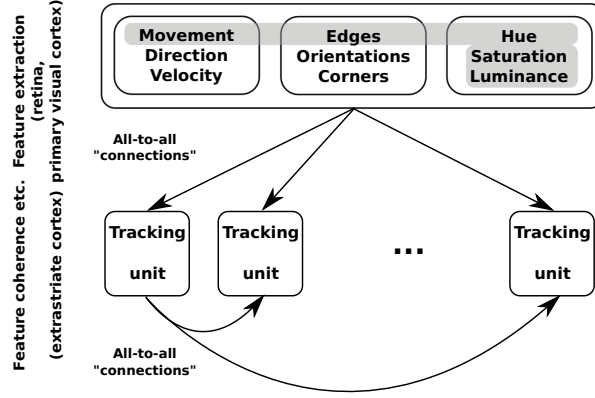 Feature coherence etc. Feature extraction
(extrastriate cortex) primary visual cortex)
(retina,
Movement
Direction
Velocity
Edges
Orientations
Corners
Hue
Saturation
Luminance
All-to-all
"connections"
Tracking
unit
Tracking
unit
...
Tracking
unit
All-to-all
"connections"